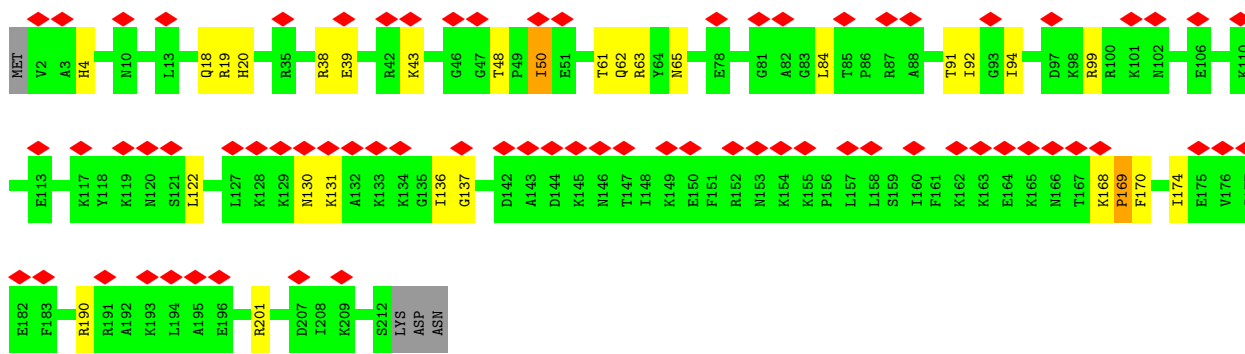 MET V2 A3 H4 N10 L13 Q18 R19 H20 R35 R38 E39 R42 K43 G46 G47 T48 P49 I50 E51 T61 Q62 R63 Y64 N65 E78 G81 A82 G83 L84 T85 P86 R87 A88 T91 I92 G93 I94 D97 K98 R99 R100 K101 N102 E106 K110
E113 K117 Y118 K119 N120 S121 L122 L127 K128 K129 N130 K131 A132 K133 K134 G135 I136 G137 D142 A143 D144 K145 N146 T147 I148 K149 E150 F151 R152 N153 K154 K155 P156 L157 L158 S159 I160 F161 K162 K163 E164 K165 N166 T167 K168 P169 F170 I174 E175 V176
E182 F183 R190 R191 A192 K193 L194 A195 E196 R201 D207 I208 K209 S212 LYS ASP ASN